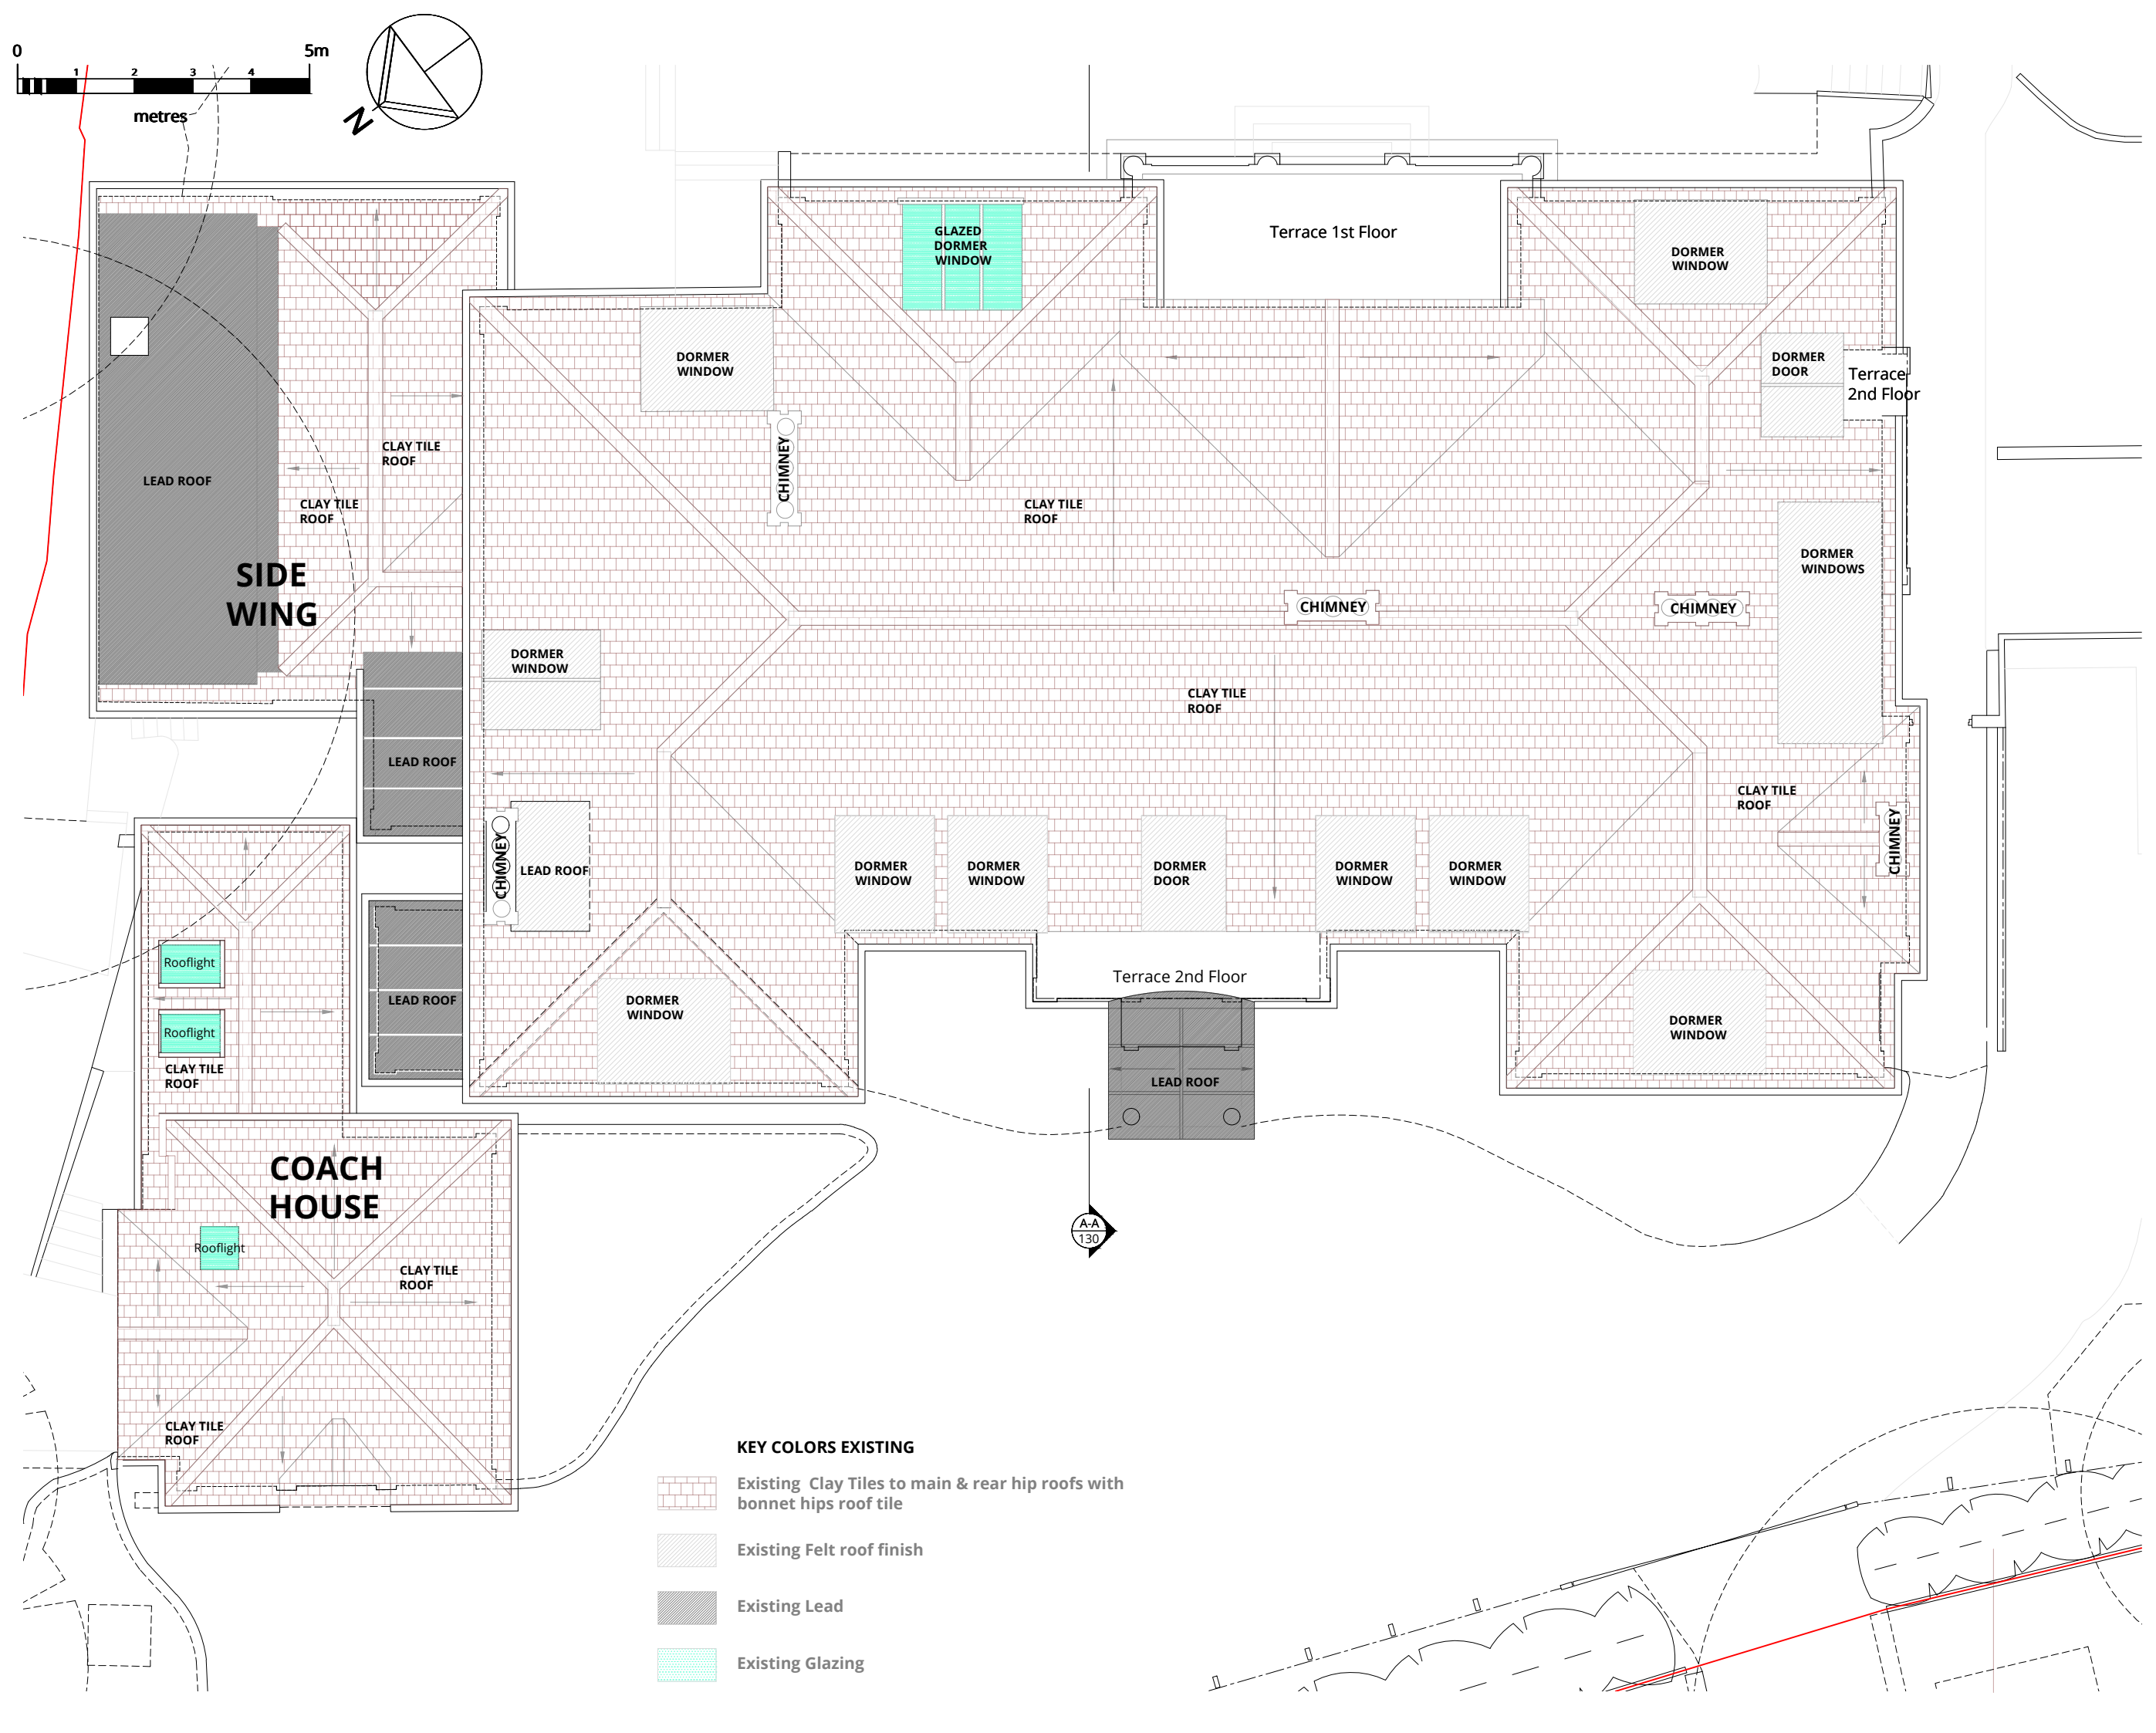 0 5m
1 2 3 4
metres
N
GLAZED
DORMER
WINDOW
Terrace 1st Floor
DORMER
WINDOW
DORMER
WINDOW
DORMER
DOOR
Terrace
2nd Floor
CLAY TILE
ROOF
CHIMNEY
LEAD ROOF
CLAY TILE
ROOF
CLAY TILE
ROOF
DORMER
WINDOWS
SIDE
WING
CHIMNEY
CHIMNEY
DORMER
WINDOW
CLAY TILE
ROOF
LEAD ROOF
CLAY TILE
ROOF
CHIMNEY
LEAD ROOF
DORMER
WINDOW
DORMER
WINDOW
DORMER
DOOR
DORMER
WINDOW
DORMER
WINDOW
CHIMNEY
Rooflight
Terrace 2nd Floor
LEAD ROOF
DORMER
WINDOW
DORMER
WINDOW
Rooflight
CLAY TILE
ROOF
LEAD ROOF
COACH
HOUSE
A-A
130
Rooflight
CLAY TILE
ROOF
CLAY TILE
ROOF
KEY COLORS EXISTING
Existing Clay Tiles to main & rear hip roofs with
bonnet hips roof tile
Existing Felt roof finish
Existing Lead
Existing Glazing